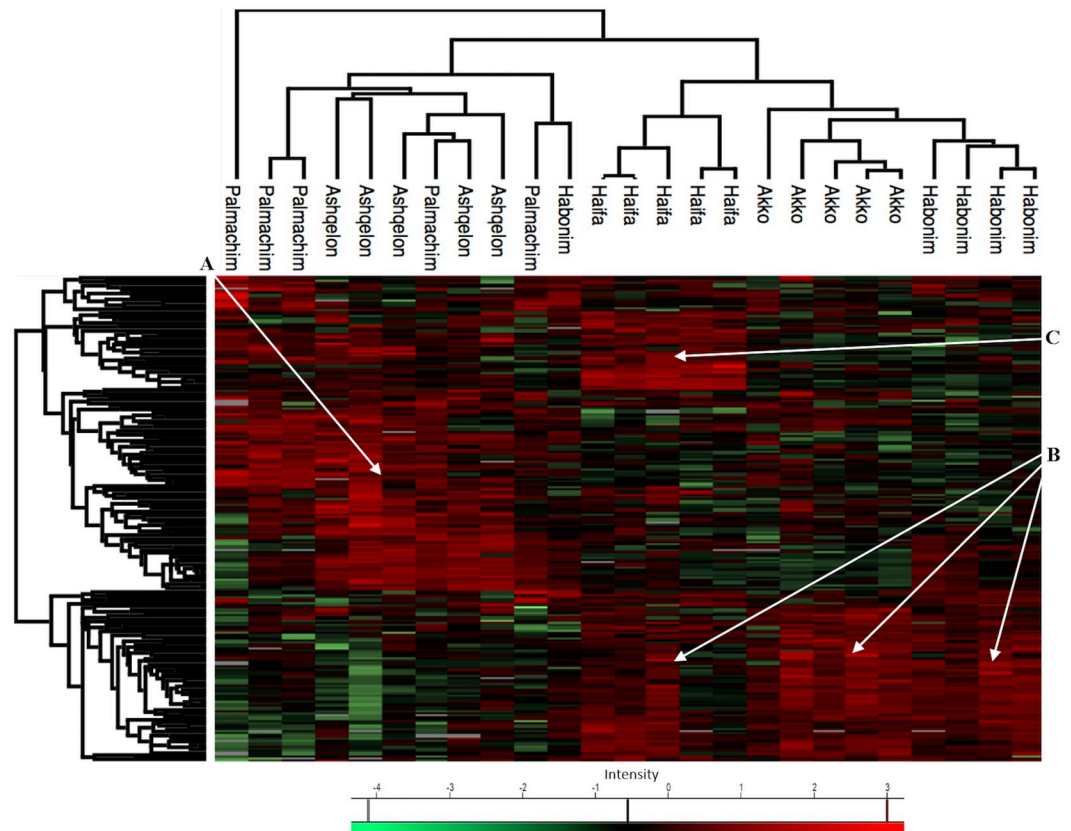 Palmachim
Palmachim
Palmachim
Ashqelon
Ashqelon
Ashqelon
Palmachim
Ashqelon
Ashqelon
Palmachim
Habonim
Haifa
Haifa
Haifa
Haifa
Haifa
Akko
Akko
Akko
Akko
Akko
Habonim
Habonim
Habonim
Habonim
A
C
B
Intensity
-4 -3 -2 -1 0 1 2 3